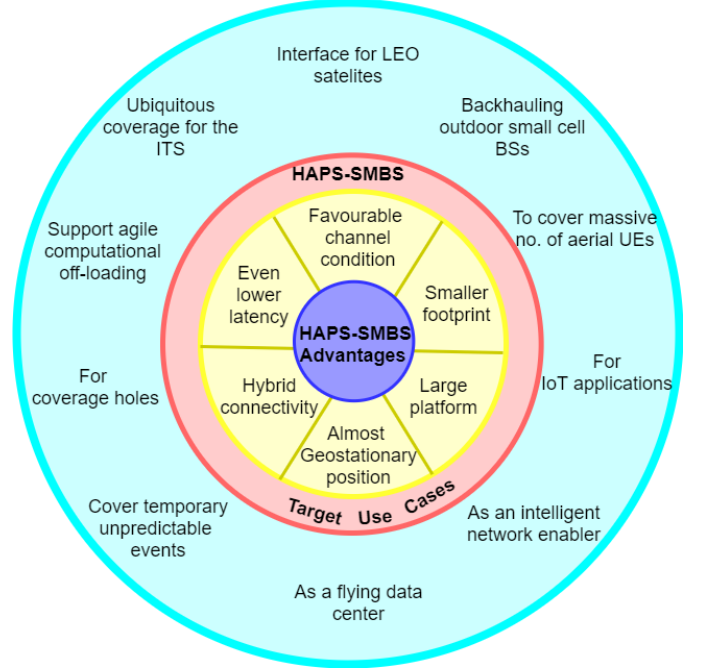 Interface for LEO
satelites
Ubiquitous
coverage for the
ITS
Backhauling
outdoor small cell
BSs
HAPS-SMBS
Support agile
computational
off-loading
To cover massive
no. of aerial UEs
Favourable
channel
condition
Even
lower
latency
Smaller
footprint
HAPS-SMBS
Advantages
For
coverage holes
For
IoT applications
Hybrid
connectivity
Large
platform
Almost
Geostationary
position
Target Use Cases
Cover temporary
unpredictable
events
As an intelligent
network enabler
As a flying data
center